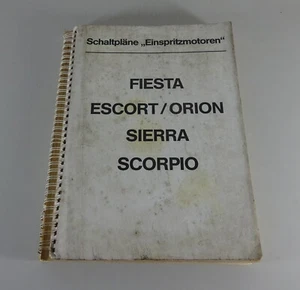 Schaltpläne „Einspritzmotoren“
FIESTA
ESCORT/ORION
SIERRA
SCORPIO